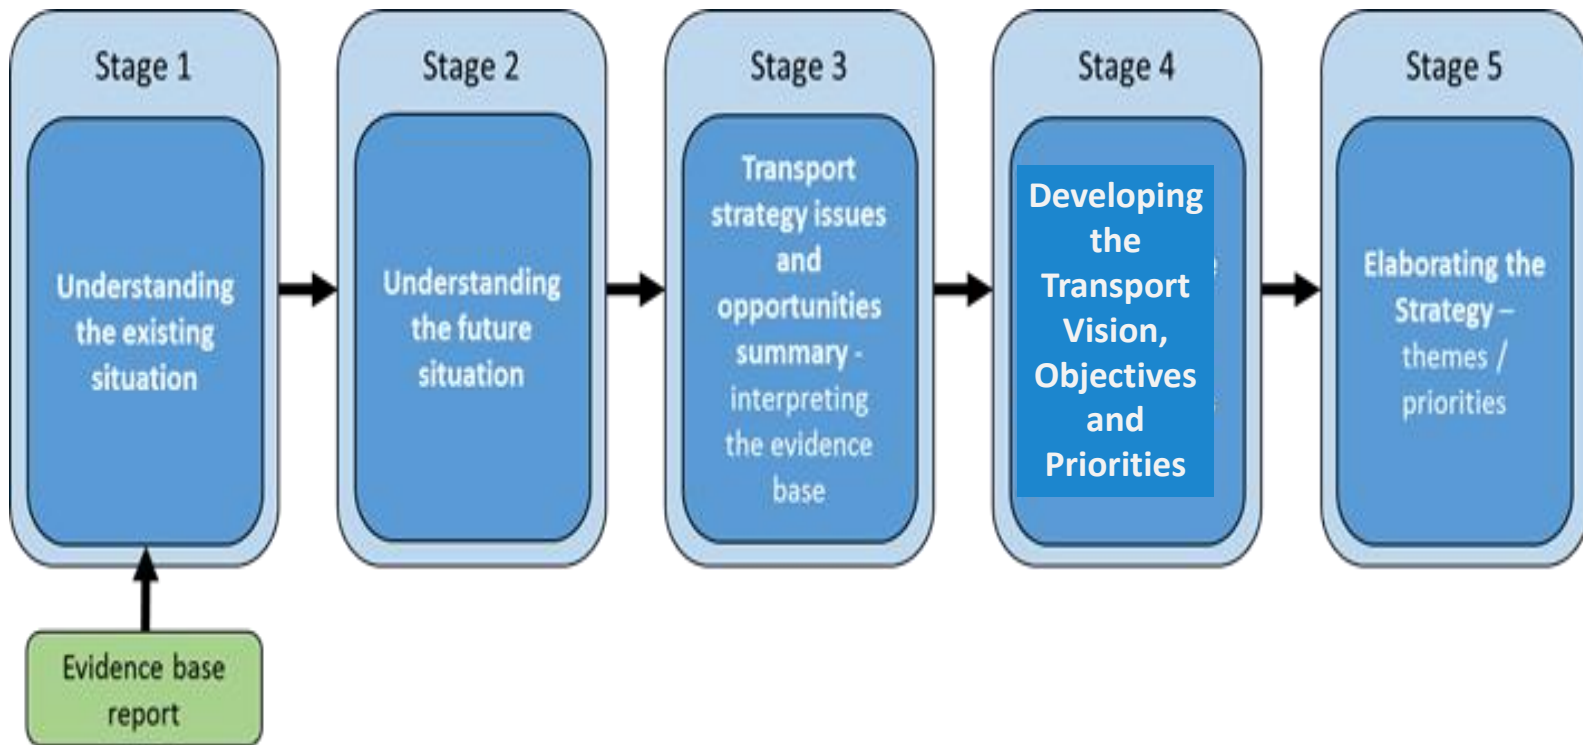 Stage 1
Understanding
the existing
situation
Evidence base
report
Stage 2
Understanding
the future
situation
Stage 3
Transport
strategy issues
and
opportunities
summary -
interpreting
the evidence
base
Stage 4
Developing
the
Transport
Vision,
Objectives
and
Priorities
Stage 5
Elaborating the
Strategy –
themes /
priorities